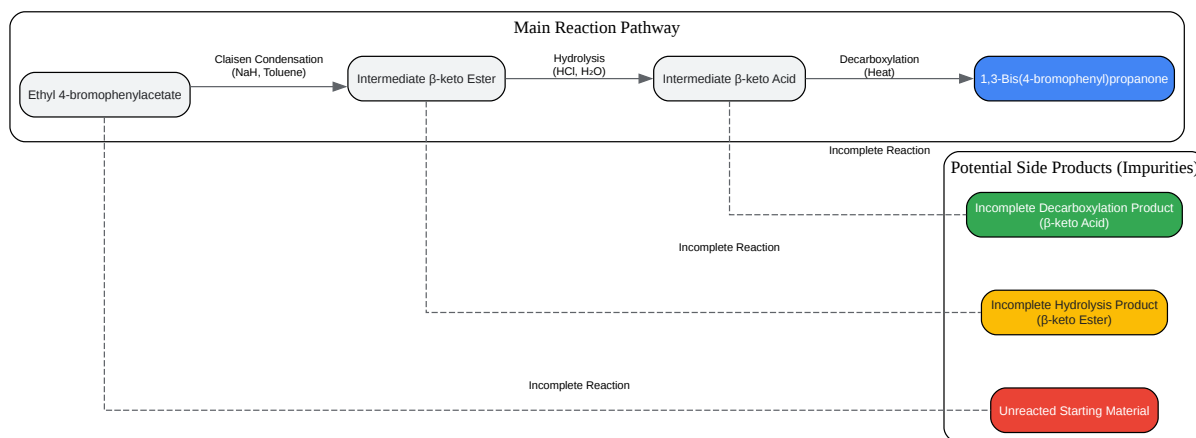 Main Reaction Pathway
Claisen Condensation
(NaH, Toluene)
Hydrolysis
(HCl, H₂O)
Decarboxylation
(Heat)
Ethyl 4-bromophenylacetate
Intermediate β-keto Ester
Intermediate β-keto Acid
1,3-Bis(4-bromophenyl)propanone
Incomplete Reaction
Potential Side Products (Impurities)
Incomplete Decarboxylation Product
(β-keto Acid)
Incomplete Reaction
Incomplete Hydrolysis Product
(β-keto Ester)
Incomplete Reaction
Unreacted Starting Material